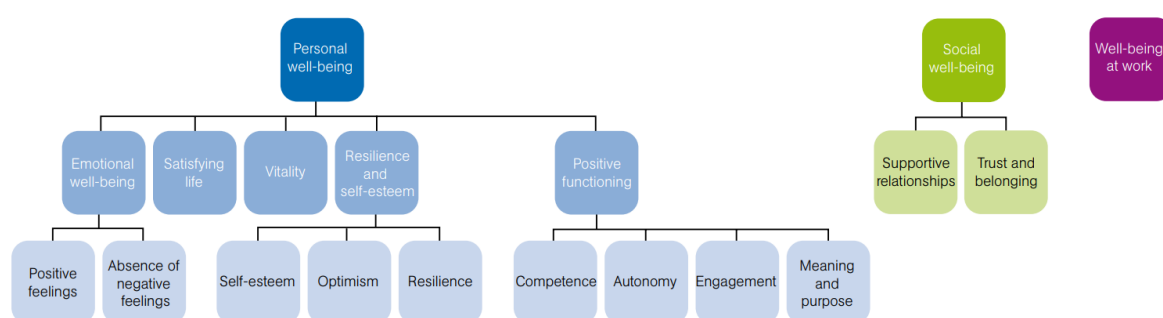 Personal
well-being
Social
well-being
Well-being
at work
Emotional
well-being
Satisfying
life
Vitality
Resilience
and
self-esteem
Positive
functioning
Supportive
relationships
Trust and
belonging
Positive
feelings
Absence of
negative
feelings
Self-esteem
Optimism
Resilience
Competence
Autonomy
Engagement
Meaning
and
purpose